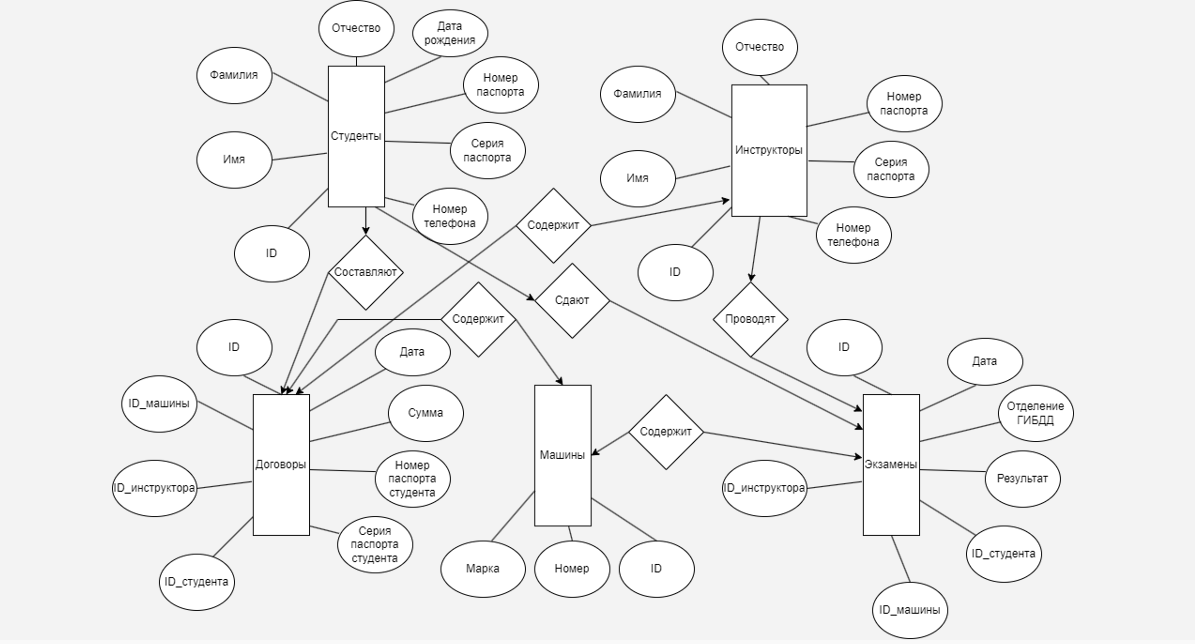 Отчество
Дата
рождения
Фамилия
Номер
паспорта
Студенты
Серия
паспорта
Имя
Номер
телефона
ID
Составляют
Отчество
Фамилия
Номер
паспорта
Инструкторы
Серия
паспорта
Имя
Номер
телефона
ID
Содержит
Содержит
Сдают
Проводят
ID
Дата
ID_машины
Сумма
Договоры
Номер
паспорта
студента
ID_инструктора
Серия
паспорта
студента
ID_студента
Машины
Содержит
Марка
Номер
ID
ID
Дата
Отделение
ГИБДД
Экзамены
Результат
ID_инструктора
ID_студента
ID_машины